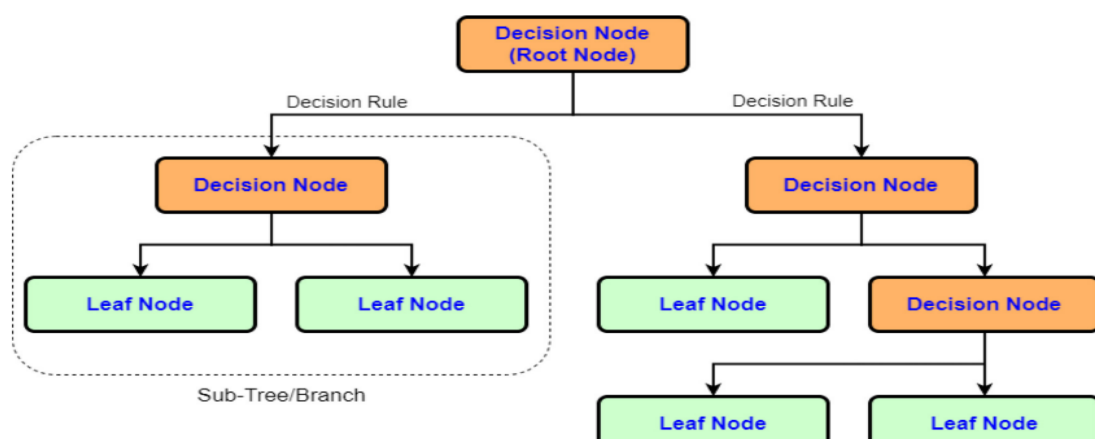 Decision Node
(Root Node)
Decision Rule
Decision Rule
Decision Node
Decision Node
Leaf Node
Leaf Node
Leaf Node
Decision Node
Sub-Tree/Branch
Leaf Node
Leaf Node